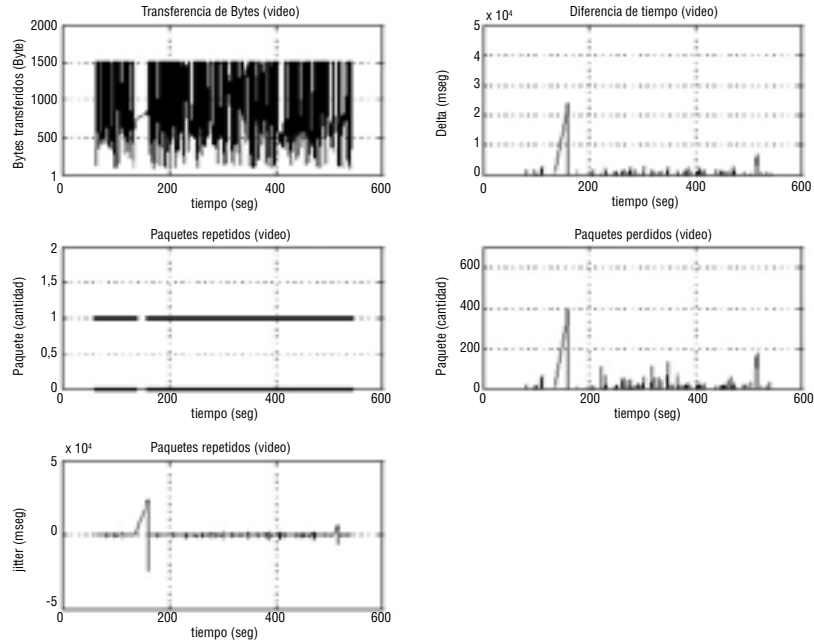 Transferencia de Bytes (video)
Bytes transferidos (Byte)
2000
1500
1000
500
1
0 200 400 600
tiempo (seg)
Diferencia de tiempo (video)
x 10⁴
Delta (mseg)
5
4
3
2
1
0
0 200 400 600
tiempo (seg)
Paquetes repetidos (video)
Paquete (cantidad)
2
1,5
1
0,5
0
0 200 400 600
tiempo (seg)
Paquetes perdidos (video)
Paquete (cantidad)
600
400
200
0
0 200 400 600
tiempo (seg)
Paquetes repetidos (video)
x 10⁴
jitter (mseg)
5
0
-5
0 200 400 600
tiempo (seg)